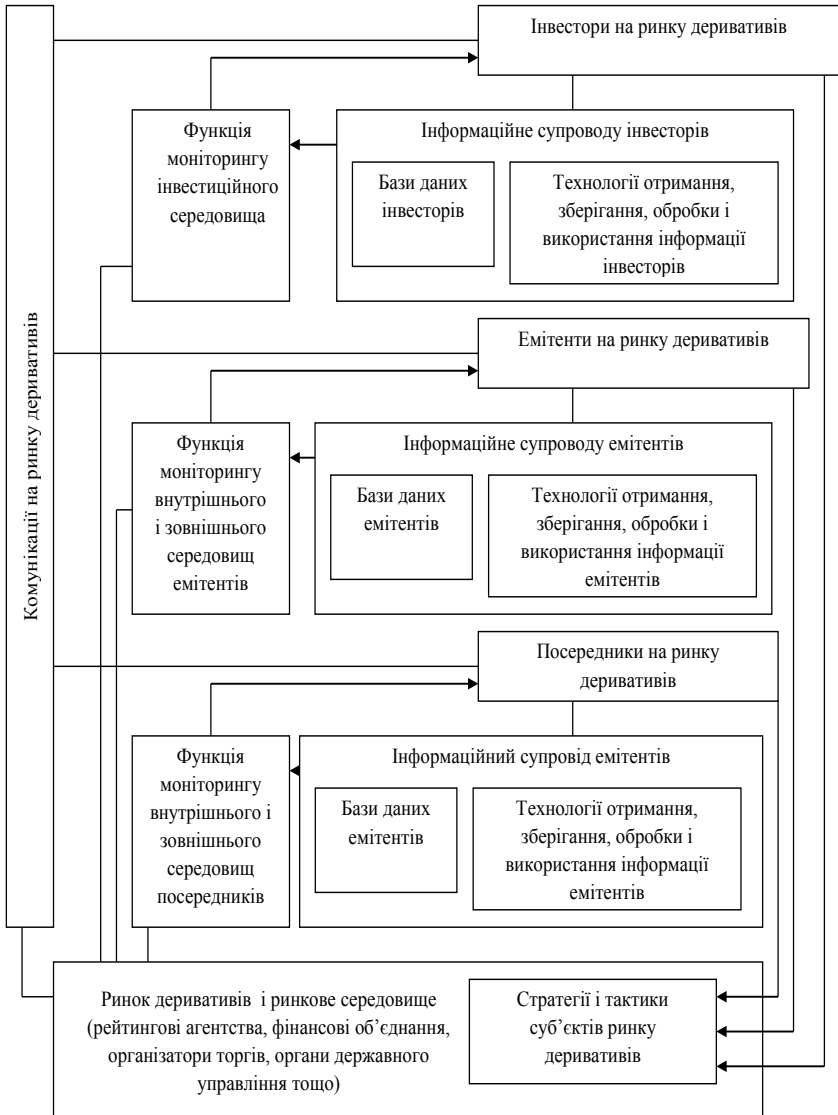 Комунікації на ринку деривативів
Інвестори на ринку деривативів
Функція
моніторингу
інвестиційного
середовища
Інформаційне супроводу інвесторів
Бази даних
інвесторів
Технології отримання,
зберігання, обробки і
використання інформації
інвесторів
Емітенти на ринку деривативів
Функція
моніторингу
внутрішнього
і зовнішнього
середовищ
емітентів
Інформаційне супроводу емітентів
Бази даних
емітентів
Технології отримання,
зберігання, обробки і
використання інформації
емітентів
Посередники на ринку
деривативів
Функція
моніторингу
внутрішнього і
зовнішнього
середовищ
посередників
Інформаційний супровід емітентів
Бази даних
емітентів
Технології отримання,
зберігання, обробки і
використання інформації
емітентів
Ринок деривативів і ринкове середовище
(рейтингові агентства, фінансові об’єднання,
організатори торгів, органи державного
управління тощо)
Стратегії і тактики
суб’єктів ринку
деривативів